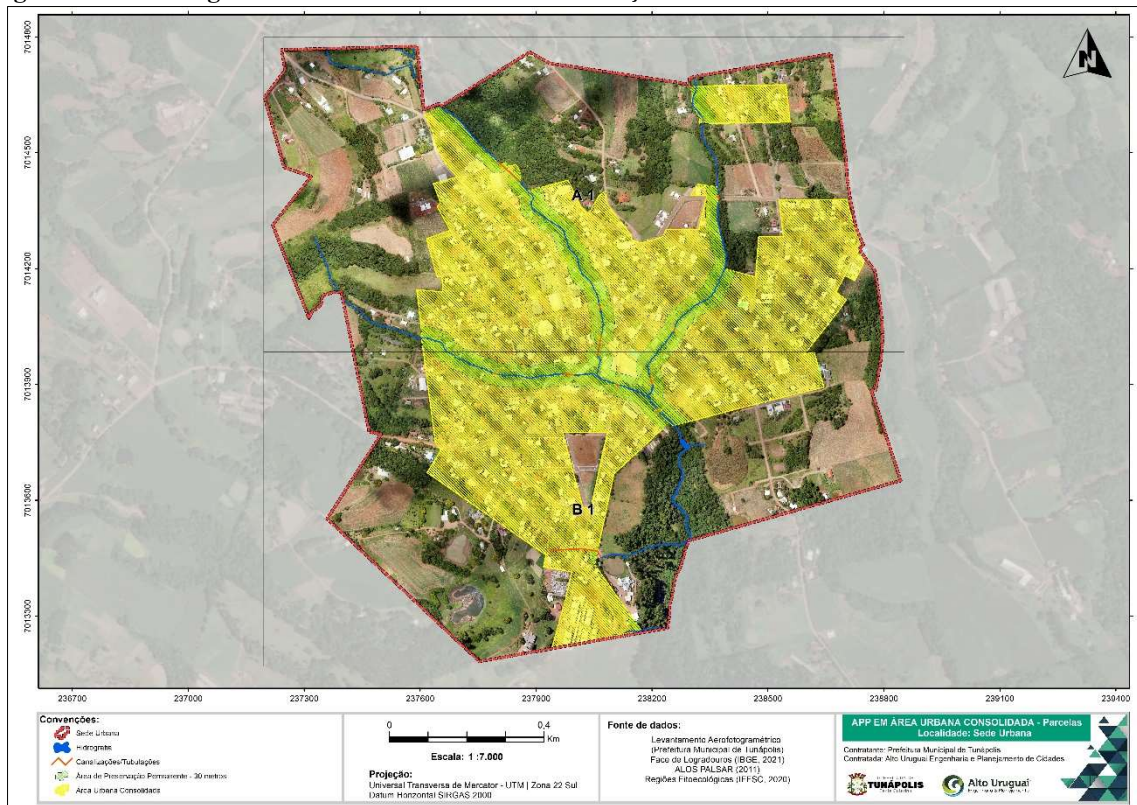 7014800
7014500
7014200
7013900
7013600
7013300
N
A 1
B 1
236700
237000
237300
237600
237900
238200
238500
238800
239100
239400
Convenções:
Sede Urbana
Hidrografia
Canalizações/Tubulações
Área de Preservação Permanente - 30 metros
Área Urbana Consolidada
0 0,4
Km
Escala: 1 :7.000
Projeção:
Universal Transversa de Mercator - UTM | Zona 22 Sul
Datum Horizontal SIRGAS 2000
Fonte de dados:
Levantamento Aerofotogramétrico
(Prefeitura Municipal de Tunápolis)
Face de Logradouros (IBGE, 2021)
ALOS PALSAR (2011)
Regiões Fitoecológicas (IFFSC, 2020)
APP EM ÁREA URBANA CONSOLIDADA - Parcelas
Localidade: Sede Urbana
Contratante: Prefeitura Municipal de Tunápolis
Contratada: Alto Uruguai Engenharia e Planejamento de Cidades
TUNÁPOLIS
Alto Uruguai